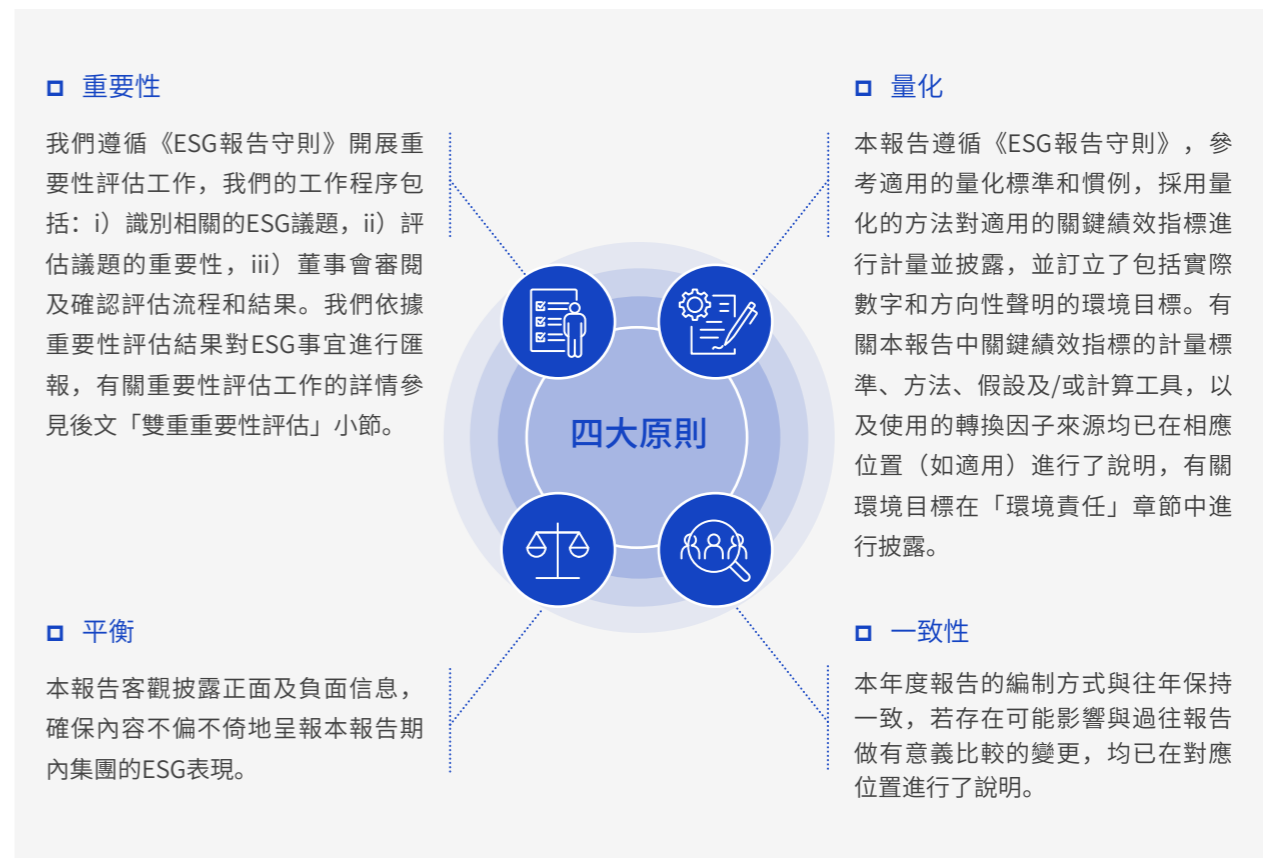 重要性
我們遵循《ESG報告守則》開展重
要性評估工作，我們的工作程序包
括：i）識別相關的ESG議題，ii）評
估議題的重要性，iii）董事會審閱
及確認評估流程和結果。我們依據
重要性評估結果對ESG事宜進行匯
報，有關重要性評估工作的詳情參
見後文「雙重重要性評估」小節。
量化
本報告遵循《ESG報告守則》，參
考適用的量化標準和慣例，採用量
化的方法對適用的關鍵績效指標進
行計量並披露，並訂立了包括實際
數字和方向性聲明的環境目標。有
關本報告中關鍵績效指標的計量標
準、方法、假設及/或計算工具，以
及使用的轉換因子來源均已在相應
位置（如適用）進行了說明，有關
環境目標在「環境責任」章節中進
行披露。
四大原則
平衡
本報告客觀披露正面及負面信息，
確保內容不偏不倚地呈報本報告期
內集團的ESG表現。
一致性
本年度報告的編制方式與往年保持
一致，若存在可能影響與過往報告
做有意義比較的變更，均已在對應
位置進行了說明。